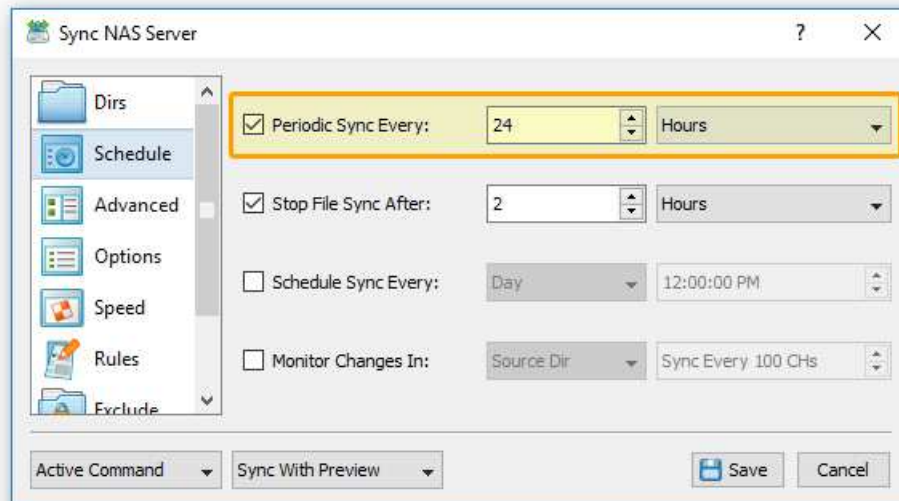 Sync NAS Server ?
Dirs
Schedule
Advanced
Options
Speed
Rules
Exclude
Periodic Sync Every: 24 Hours
Stop File Sync After: 2 Hours
Schedule Sync Every: Day 12:00:00 PM
Monitor Changes In: Source Dir Sync Every 100 CHs
Active Command Sync With Preview Save Cancel